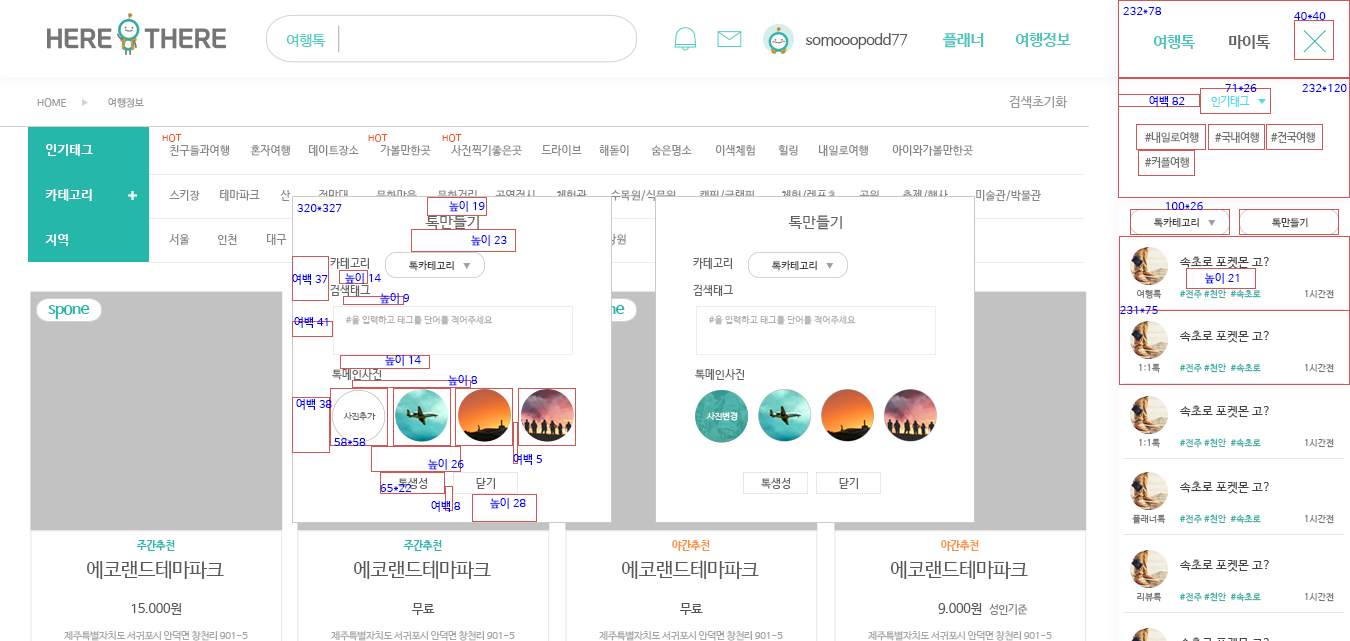 232*78
40*40
HERE THERE
여행톡
somooopodd77
플래너
여행정보
여행톡
마이톡
71*26
232*120
여백 82
인기태그
HOME
여행정보
검색초기화
#내일로여행 #국내여행 #전국여행
#커플여행
HOT HOT HOT
인기태그
친구들과여행 혼자여행 데이트장소 가볼만한곳 사진찍기좋은곳 드라이브 해돋이 숨은명소 이색체험 힐링 내일로여행 아이와가볼만한곳
카테고리 +
스키장 테마파크 산 미술관/박물관
지역
서울 인천 대구
320*327
높이 19
톡만들기
높이 23
카테고리
톡카테고리
여백 37
높이 14
검색태그
높이 9
여백 41
#을 입력하고 태그를 단어를 적어주세요
높이 14
톡메인사진
높이 8
여백 38
사진추가
58*58
높이 26
여백 5
톡생성
65*22
닫기
여백 8
높이 28
톡만들기
카테고리
톡카테고리
검색태그
#을 입력하고 태그를 단어를 적어주세요
톡메인사진
사진변경
톡생성
닫기
100*26
톡카테고리
톡만들기
속초로 포켓몬 고?
높이 21
여행톡
#전주 #천안 #속초로
1시간전
231*75
속초로 포켓몬 고?
1:1톡
#전주 #천안 #속초로
1시간전
속초로 포켓몬 고?
1:1톡
#전주 #천안 #속초로
1시간전
속초로 포켓몬 고?
플래너톡
#전주 #천안 #속초로
1시간전
속초로 포켓몬 고?
리뷰톡
#전주 #천안 #속초로
1시간전
spone
주간추천
에코랜드테마파크
15.000원
제주특별자치도 서귀포시 안덕면 창천리 901-5
주간추천
에코랜드테마파크
무료
제주특별자치도 서귀포시 안덕면 창천리 901-5
야간추천
에코랜드테마파크
무료
제주특별자치도 서귀포시 안덕면 창천리 901-5
야간추천
에코랜드테마파크
9.000원 성인기준
제주특별자치도 서귀포시 안덕면 창천리 901-5